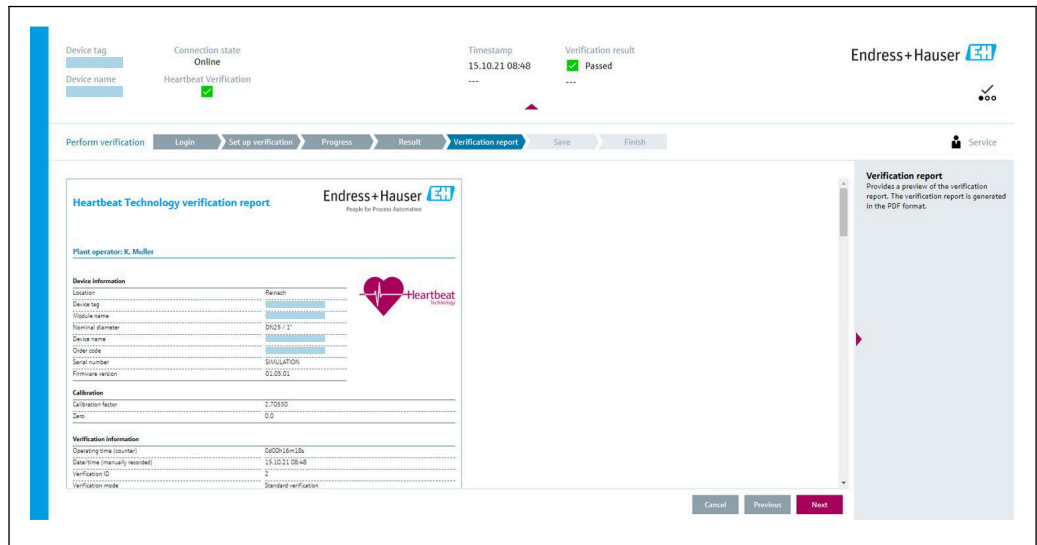 Device tag
Connection state
Online
Timestamp
15.10.21 08:48
Verification result
Passed
Endress+Hauser EH
Device name
Heartbeat Verification
---
---
Perform verification
Login
Set up verification
Progress
Result
Verification report
Save
Finish
Service
Heartbeat Technology verification report
Endress+Hauser EH
People for Process Automation
Plant operator: K. Muller
Device information
Location Reinach
Device tag
Module name
Nominal diameter DN25 / 1"
Device name
Order code
Serial number SIMULATION
Firmware version 01.05.01
Heartbeat
Technology
Calibration
Calibration factor 2.70930
Zero 0.0
Verification information
Operating time (counter) 0d00h16m18s
Date/time (manually recorded) 15.10.21 08:48
Verification ID 2
Verification mode Standard verification
Verification report
Provides a preview of the verification
report. The verification report is generated
in the PDF format.
Cancel
Previous
Next